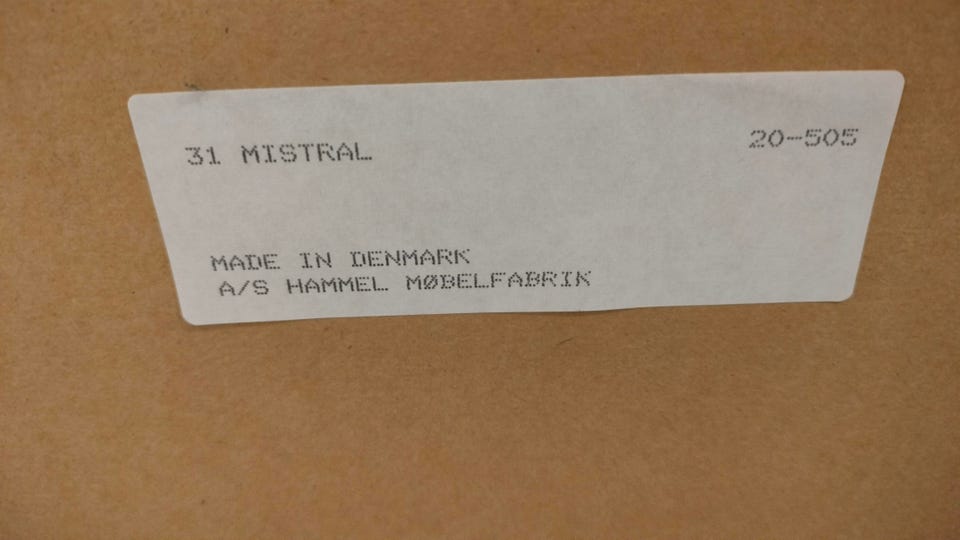 31 MISTRAL 20-505
MADE IN DENMARK
A/S HAMMEL MØBELFABRIK